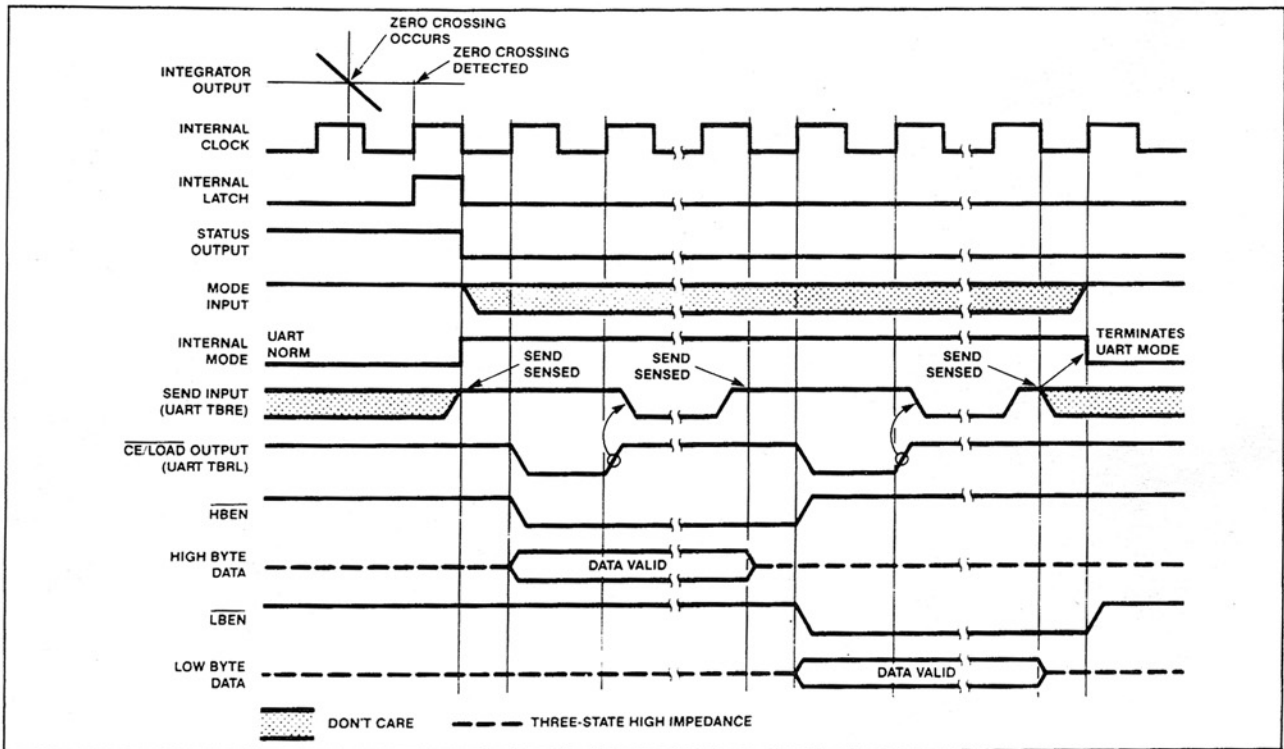 ZERO CROSSING
OCCURS
ZERO CROSSING
DETECTED
INTEGRATOR
OUTPUT
INTERNAL
CLOCK
INTERNAL
LATCH
STATUS
OUTPUT
MODE
INPUT
INTERNAL
MODE
UART
NORM
TERMINATES
UART MODE
SEND
SENSED
SEND
SENSED
SEND
SENSED
SEND INPUT
(UART TBRE)
CE/LOAD OUTPUT
(UART TBRL)
HBEN
HIGH BYTE
DATA
DATA VALID
LBEN
LOW BYTE
DATA
DATA VALID
DON'T CARE
THREE-STATE HIGH IMPEDANCE